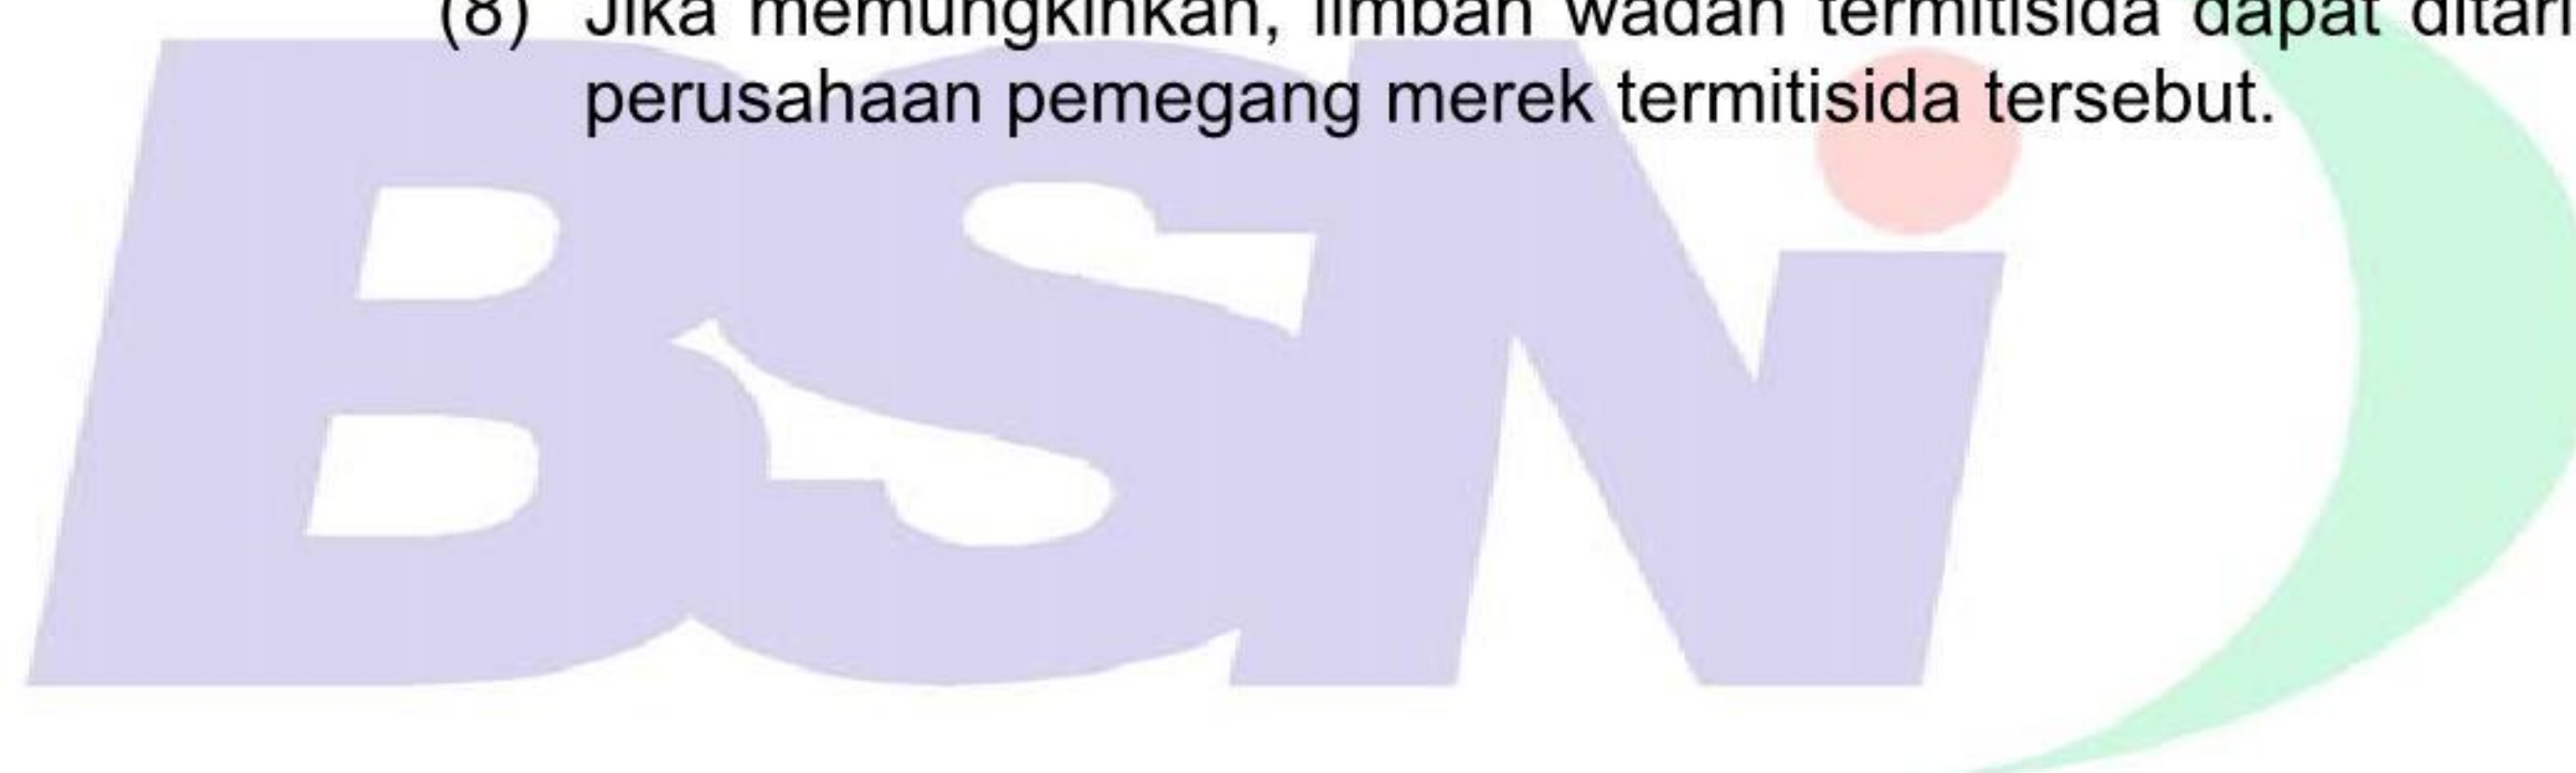 (8) Jika memungkinkan, limbah wadah termitisida dapat
perusahaan pemegang merek termitisida tersebut.
BSN